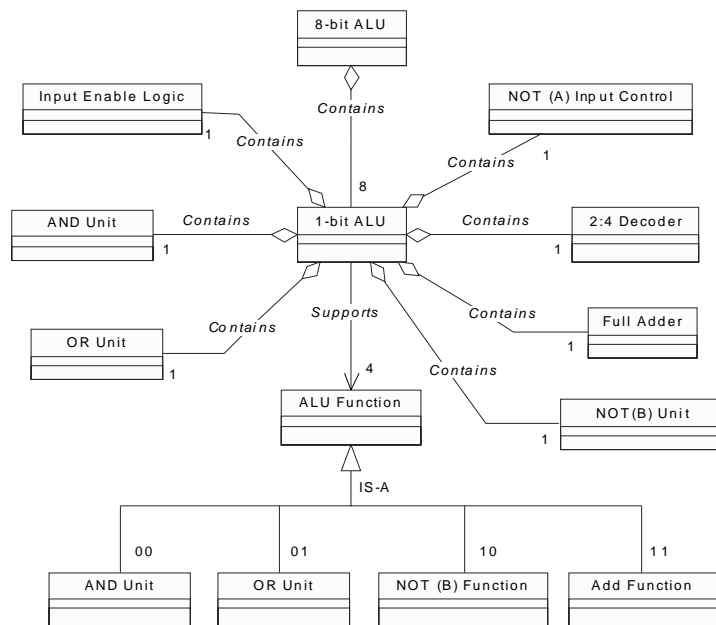 8-bit ALU
Input Enable Logic
NOT (A) Input Control
Contains
1
Contains
Contains
1
8
AND Unit
Contains
1
1-bit ALU
Contains
2:4 Decoder
1
OR Unit
Contains
1
Supports
Contains
Full Adder
1
4
Contains
ALU Function
NOT(B) Unit
1
IS-A
00
01
10
11
AND Unit
OR Unit
NOT (B) Function
Add Function